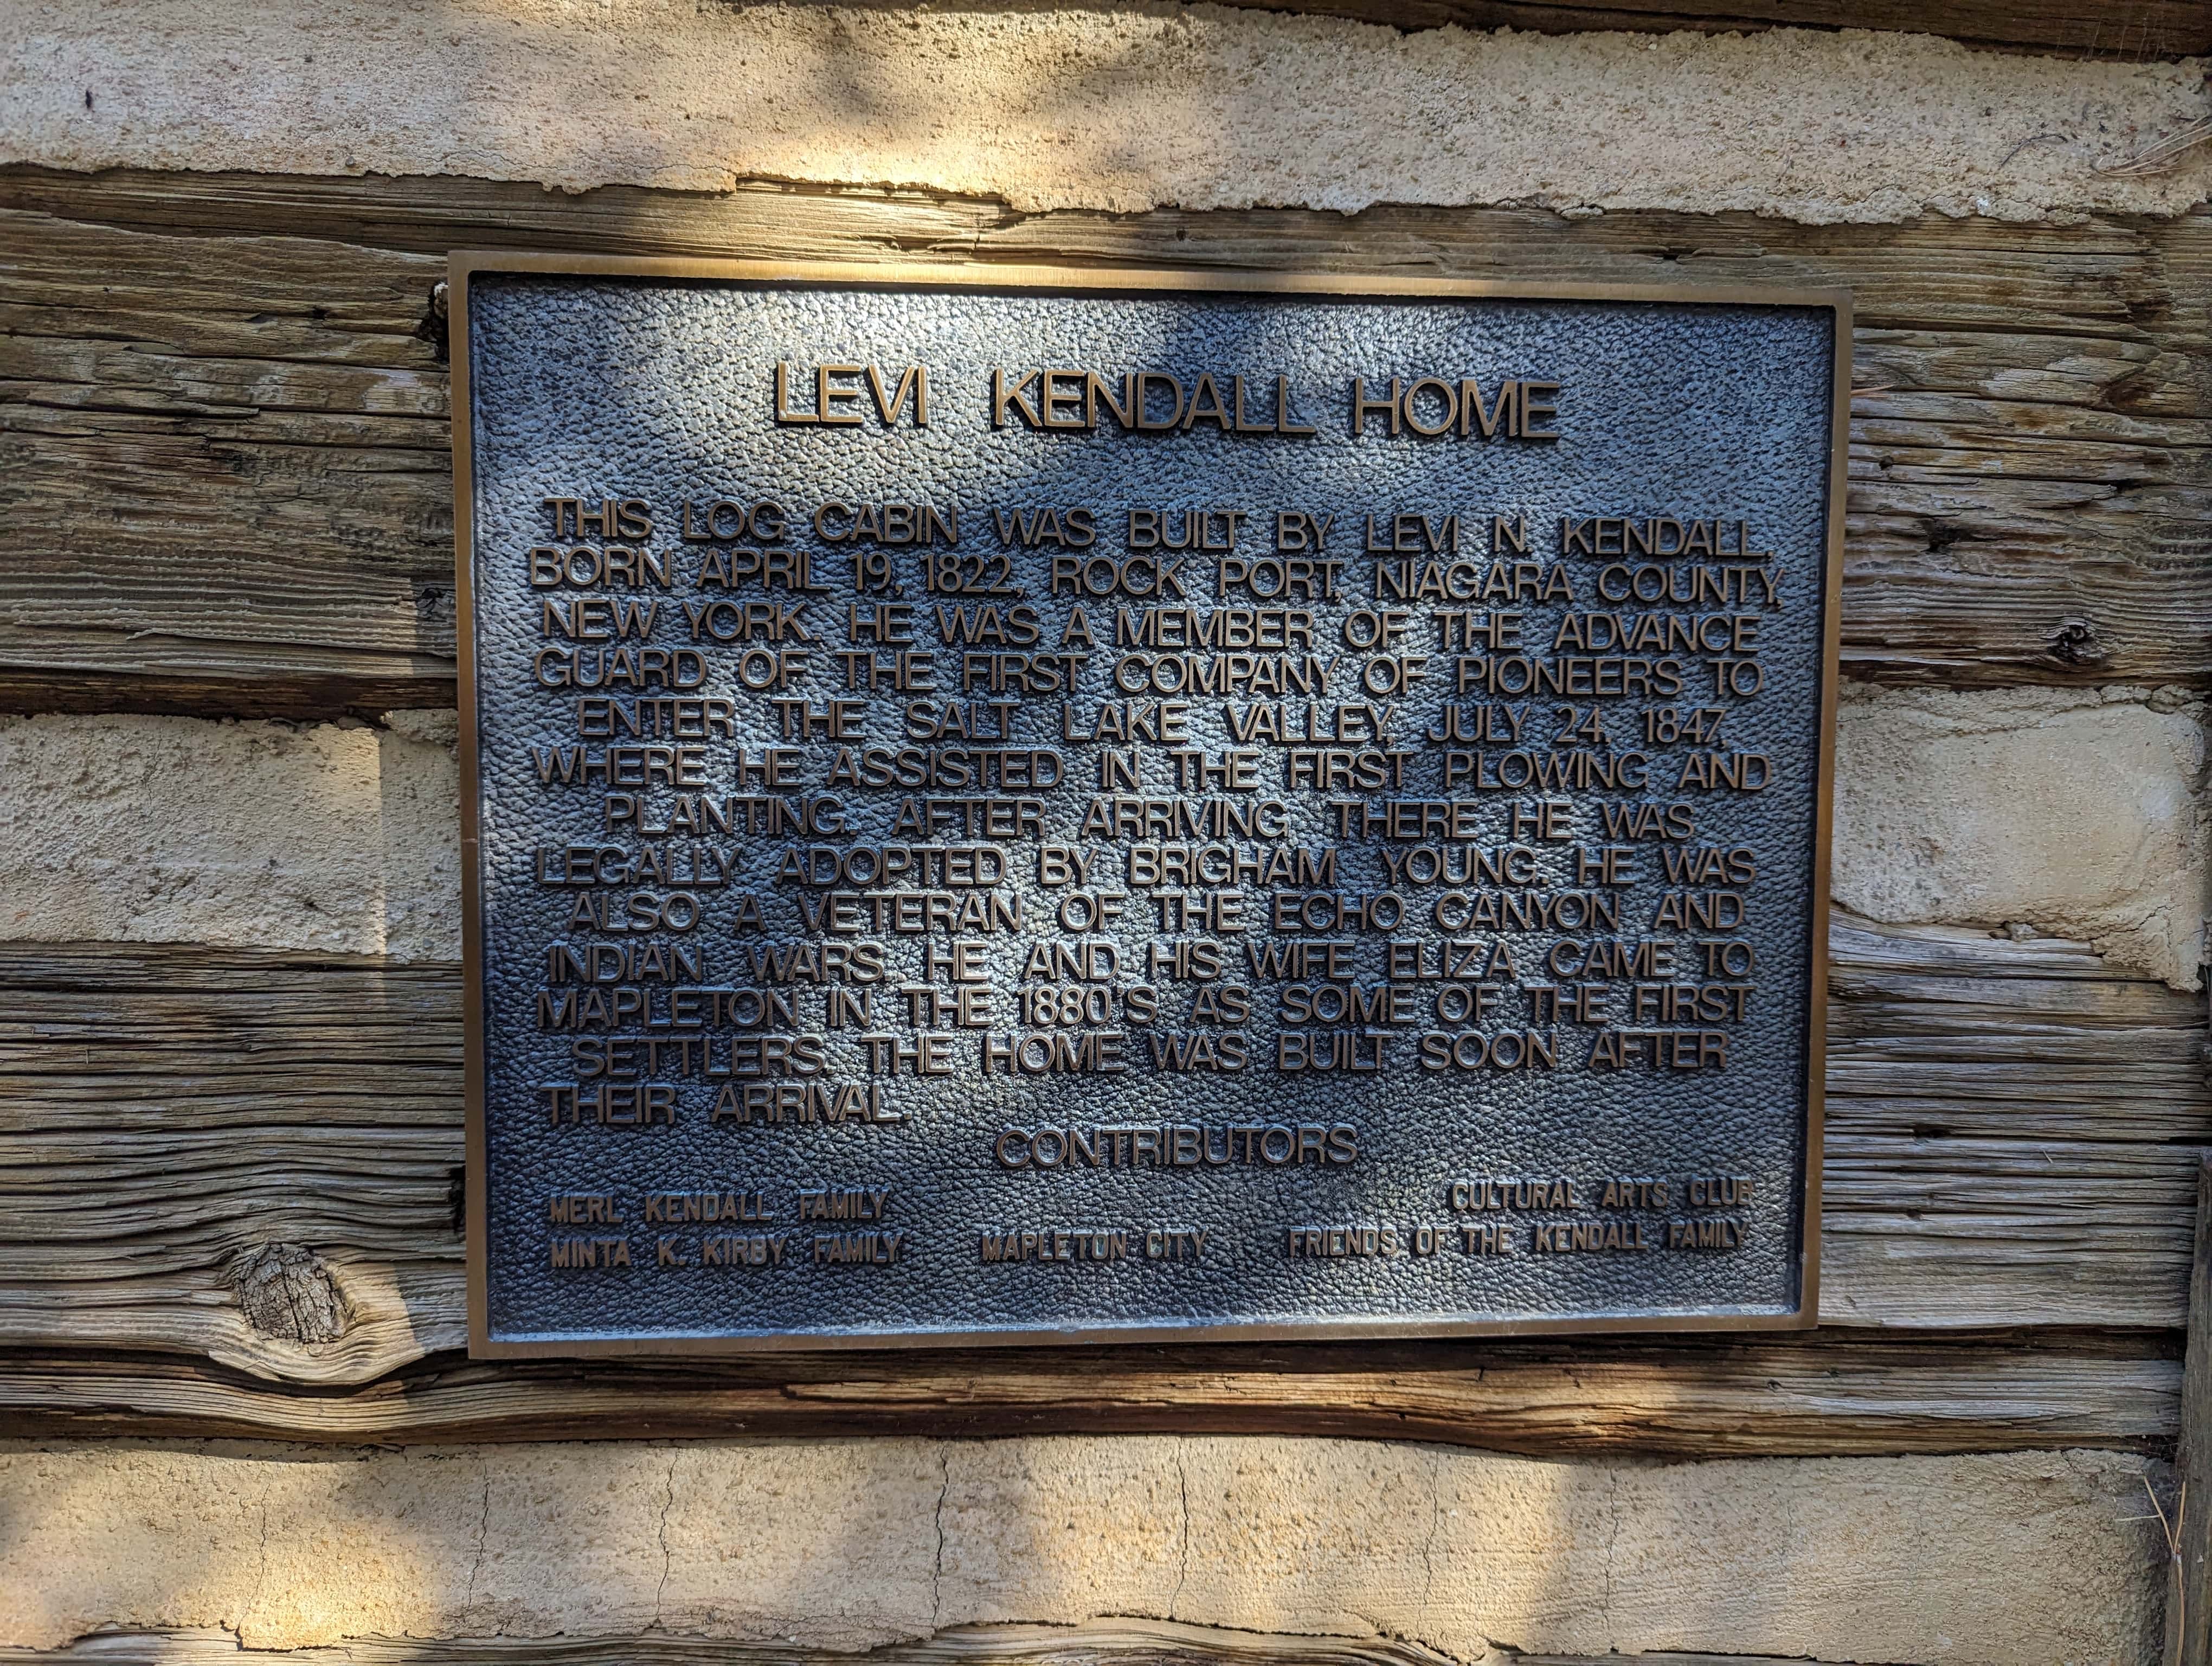 LEVI KENDALL HOME
THIS LOG CABIN WAS BUILT BY LEVI N. KENDALL,
BORN APRIL 19, 1822, ROCK PORT, NIAGARA COUNTY,
NEW YORK. HE WAS A MEMBER OF THE ADVANCE
GUARD OF THE FIRST COMPANY OF PIONEERS TO
ENTER THE SALT LAKE VALLEY, JULY 24, 1847,
WHERE HE ASSISTED IN THE FIRST PLOWING AND
PLANTING. AFTER ARRIVING THERE HE WAS
LEGALLY ADOPTED BY BRIGHAM YOUNG. HE WAS
ALSO A VETERAN OF THE ECHO CANYON AND
INDIAN WARS. HE AND HIS WIFE ELIZA CAME TO
MAPLETON IN THE 1880'S AS SOME OF THE FIRST
SETTLERS. THE HOME WAS BUILT SOON AFTER
THEIR ARRIVAL.
CONTRIBUTORS
MERL KENDALL FAMILY CULTURAL ARTS CLUB
MINTA K. KIRBY FAMILY MAPLETON CITY FRIENDS OF THE KENDALL FAMILY